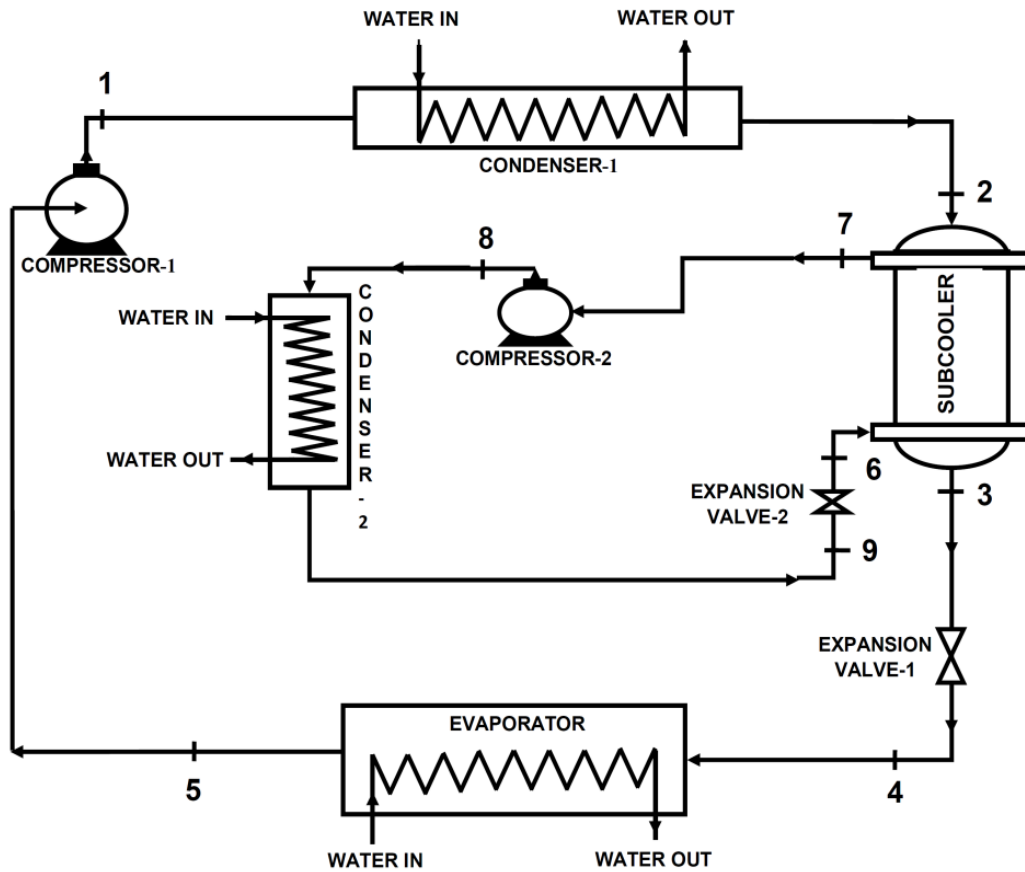 WATER IN
WATER OUT
1
CONDENSER-1
2
COMPRESSOR-1
8
7
WATER IN
CONDENSER-2
COMPRESSOR-2
SUBCOOLER
WATER OUT
6
EXPANSION
VALVE-2
3
9
EXPANSION
VALVE-1
EVAPORATOR
5
4
WATER IN
WATER OUT